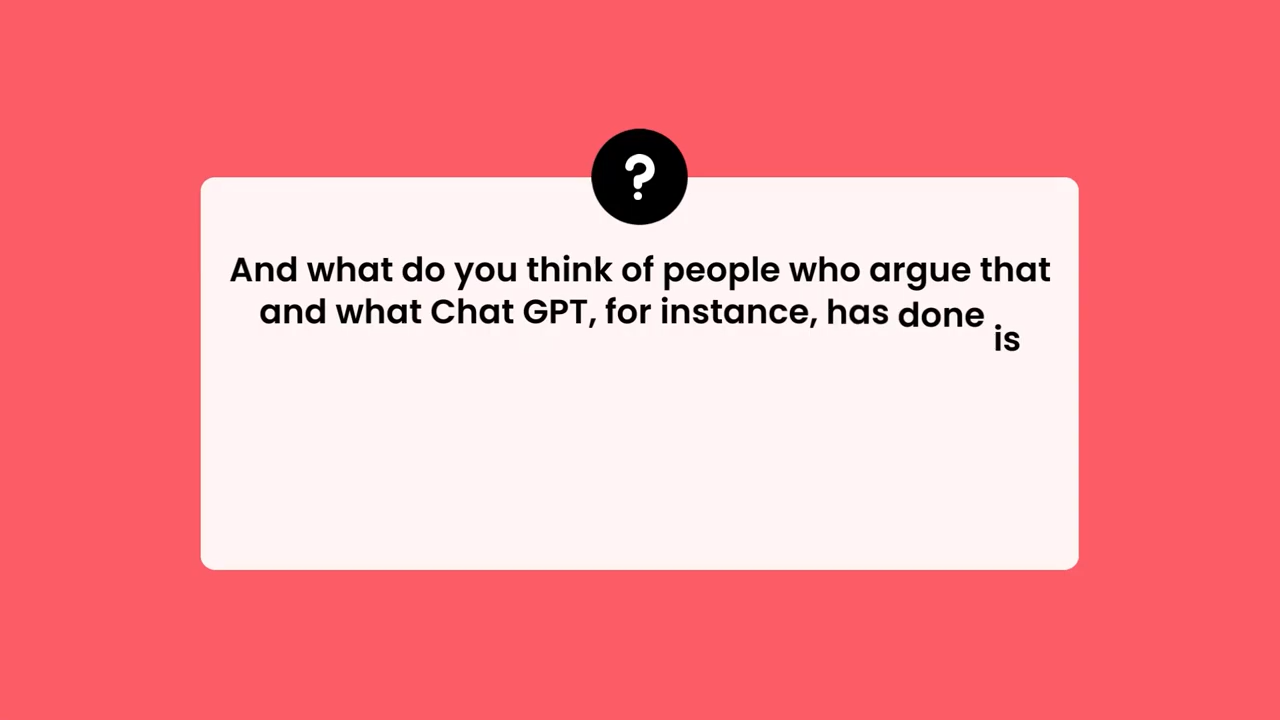 ?
And what do you think of people who argue that
and what Chat GPT, for instance, has done is